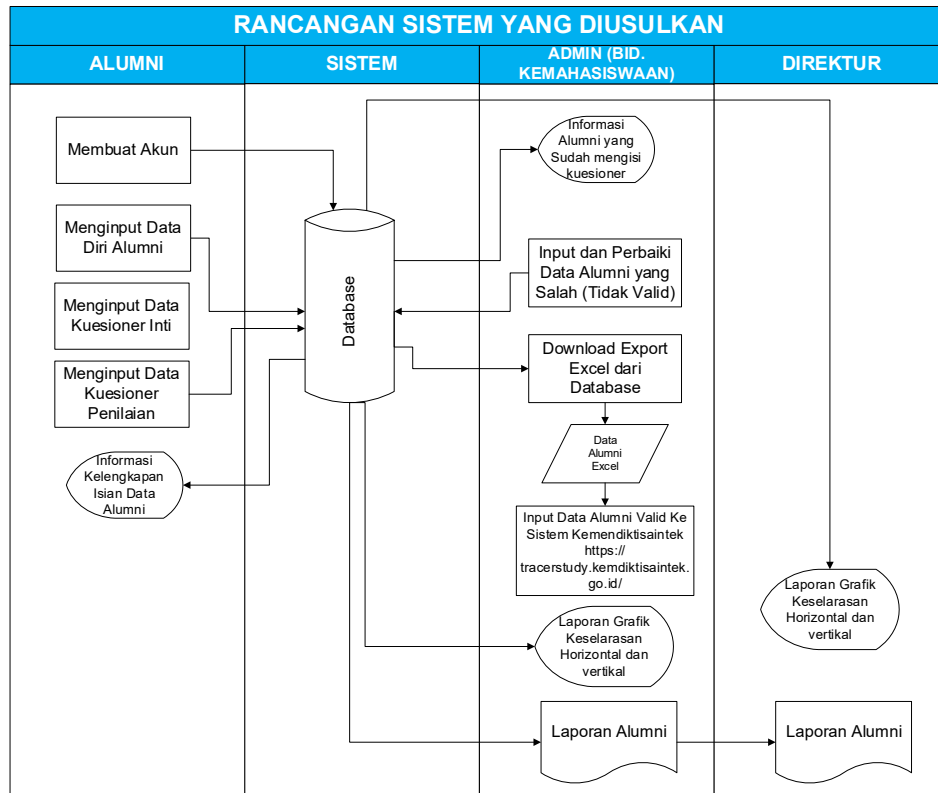 RANCANGAN SISTEM YANG DIUSULKAN
ALUMNI
SISTEM
ADMIN (BID.
KEMAHASISWAAN)
DIREKTUR
Membuat Akun
Menginput Data
Diri Alumni
Menginput Data
Kuesioner Inti
Menginput Data
Kuesioner
Penilaian
Informasi
Kelengkapan
Isian Data
Alumni
Database
Informasi
Alumni yang
Sudah mengisi
kuesioner
Input dan Perbaiki
Data Alumni yang
Salah (Tidak Valid)
Download Export
Excel dari
Database
Data
Alumni
Excel
Input Data Alumni Valid Ke
Sistem Kemendiktisaintek
https://
tracerstudy.kemdiktisaintek.
go.id/
Laporan Grafik
Keselarasan
Horizontal dan
vertikal
Laporan Alumni
Laporan Grafik
Keselarasan
Horizontal dan
vertikal
Laporan Alumni